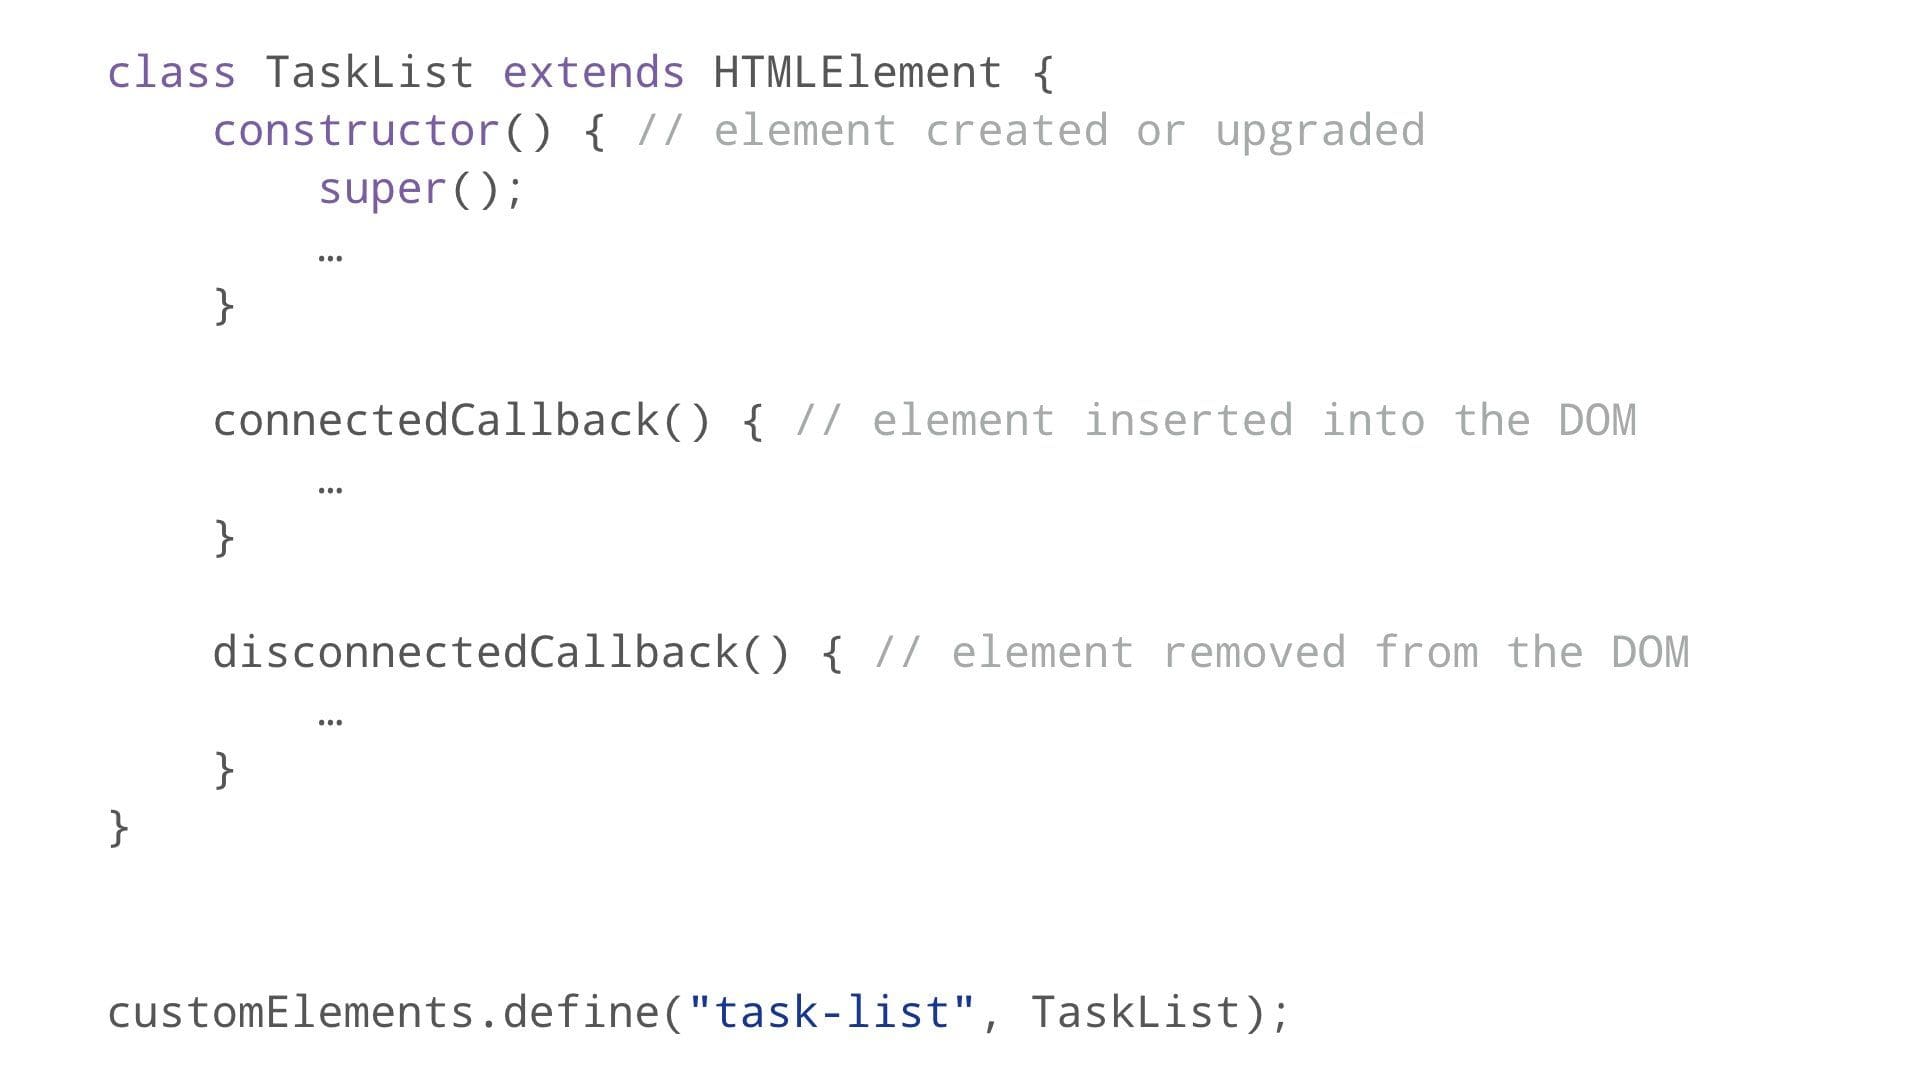 class TaskList extends HTMLElement {
    constructor() { // element created or upgraded
        super();
        …
    }

    connectedCallback() { // element inserted into the DOM
        …
    }

    disconnectedCallback() { // element removed from the DOM
        …
    }
}

customElements.define("task-list", TaskList);